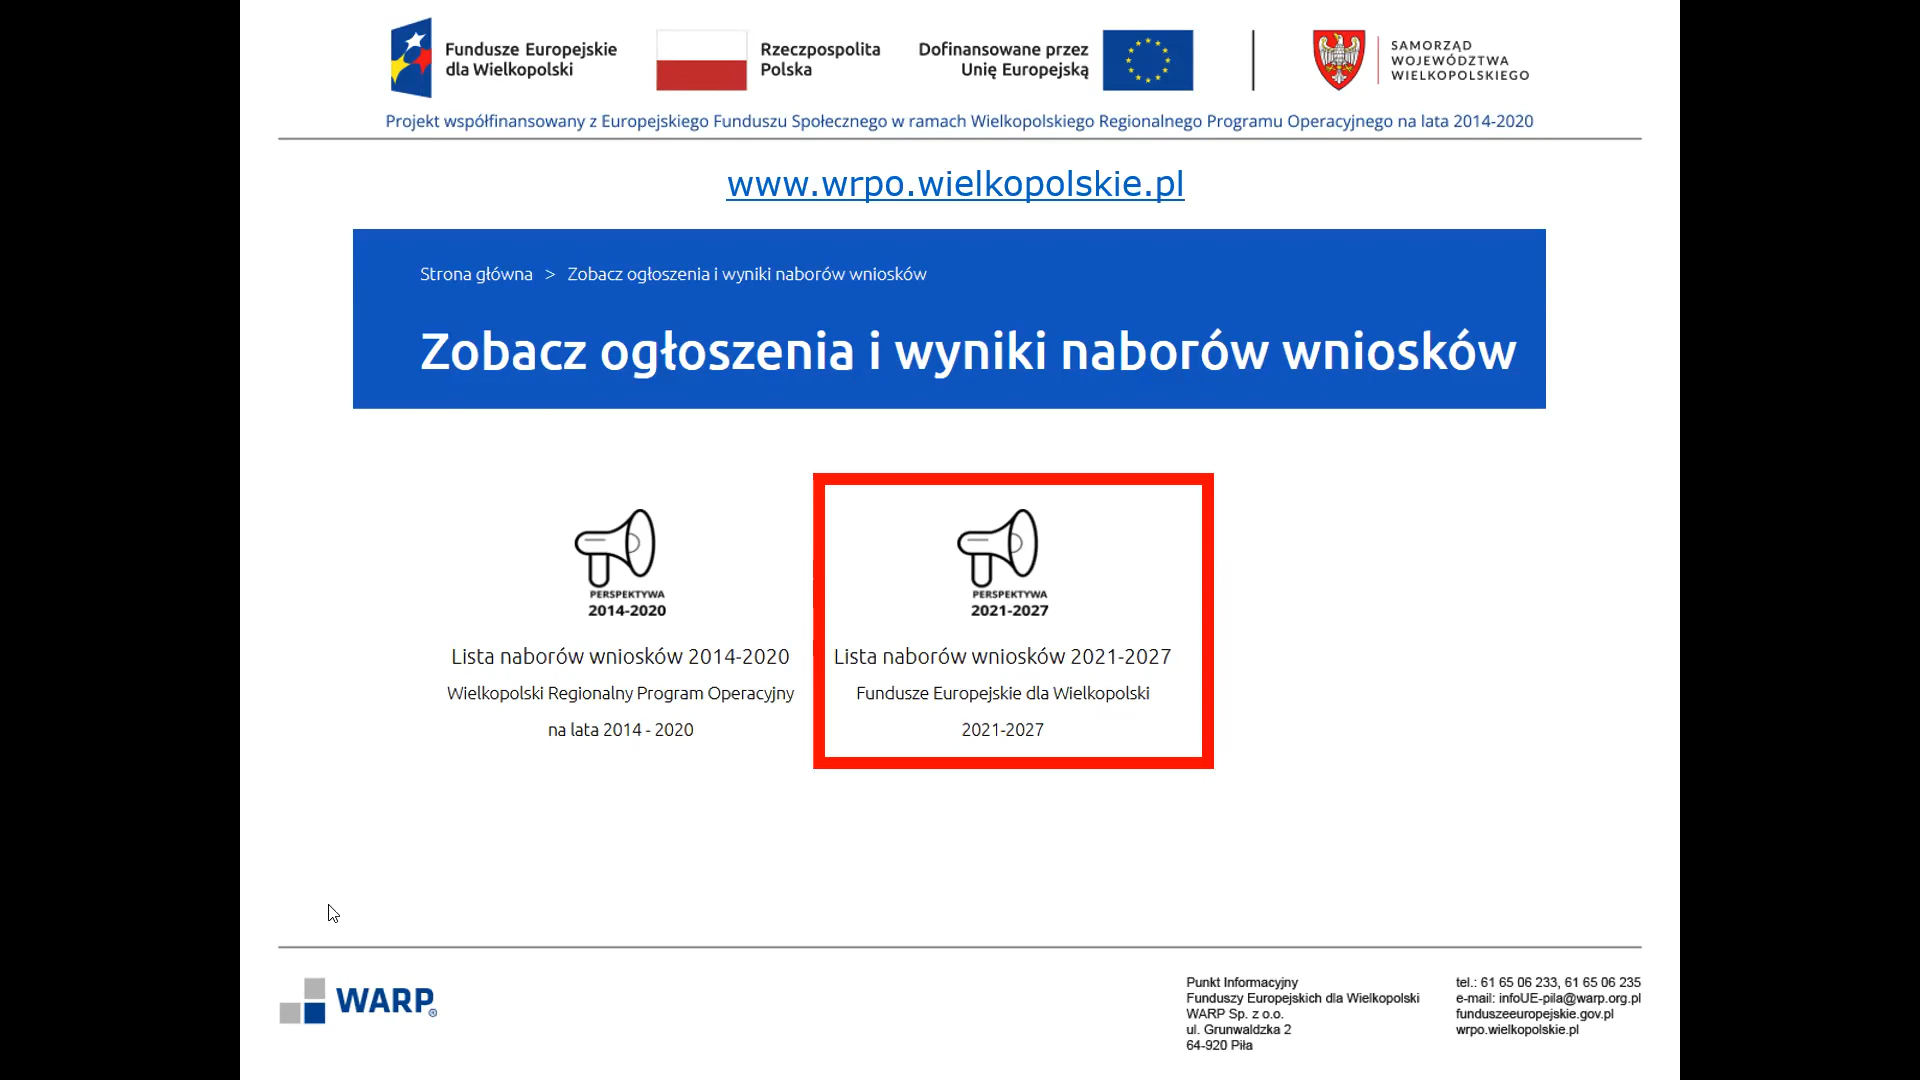 Fundusze Europejskie
dla Wielkopolski
Rzeczpospolita
Polska
Dofinansowane przez
Unię Europejską
SAMORZĄD
WOJEWÓDZTWA
WIELKOPOLSKIEGO
Projekt współfinansowany z Europejskiego Funduszu Społecznego w ramach Wielkopolskiego Regionalnego Programu Operacyjnego na lata 2014-2020
www.wrpo.wielkopolskie.pl
Strona główna > Zobacz ogłoszenia i wyniki naborów wniosków
Zobacz ogłoszenia i wyniki naborów wniosków
PERSPEKTYWA
2014-2020
Lista naborów wniosków 2014-2020
Wielkopolski Regionalny Program Operacyjny
na lata 2014 - 2020
PERSPEKTYWA
2021-2027
Lista naborów wniosków 2021-2027
Fundusze Europejskie dla Wielkopolski
2021-2027
WARP®
Punkt Informacyjny
Funduszy Europejskich dla Wielkopolski
WARP Sp. z o.o.
ul. Grunwaldzka 2
64-920 Piła
tel.: 61 65 06 233, 61 65 06 235
e-mail: infoUE-pila@warp.org.pl
funduszeeuropejskie.gov.pl
wrpo.wielkopolskie.pl